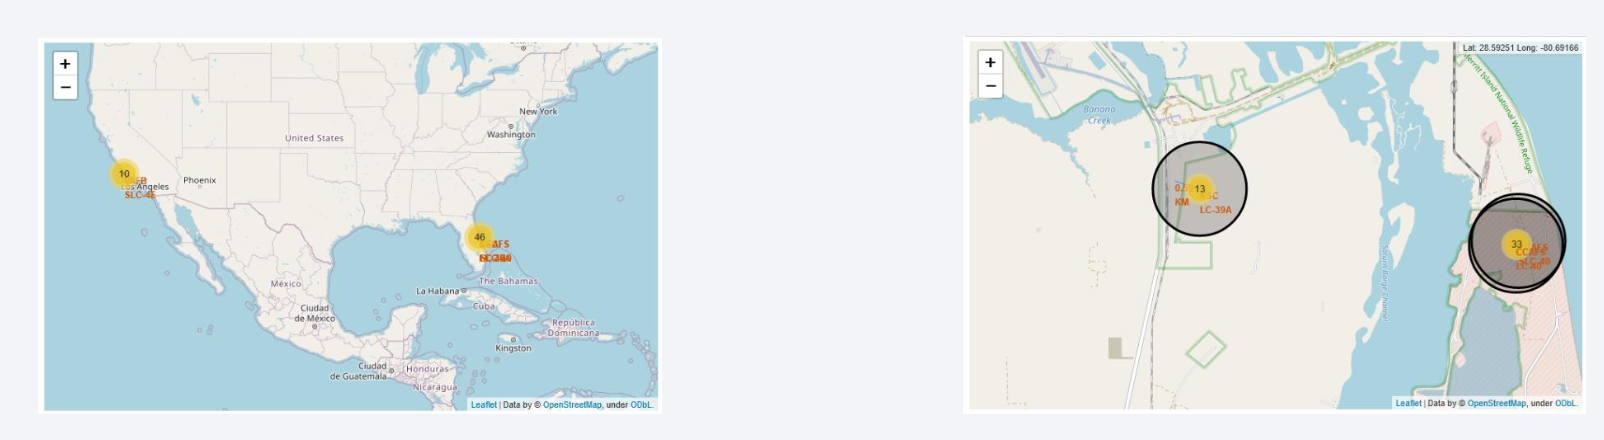 +
−
New York
Washington
United States
10
Los Angeles
Phoenix
SLC-4E
46
México
La Habana
The Bahamas
Cuba
Ciudad
de México
República
Dominicana
Kingston
Ciudad
de Guatemala
Honduras
Nicaragua
Leaflet | Data by © OpenStreetMap, under ODbL.
+
−
Lat: 28.59251 Long: -80.69166
Banana
Creek
Merritt Island National Wildlife Refuge
13
KM
LC-39A
33
CCAFS
LC-40
Leaflet | Data by © OpenStreetMap, under ODbL.